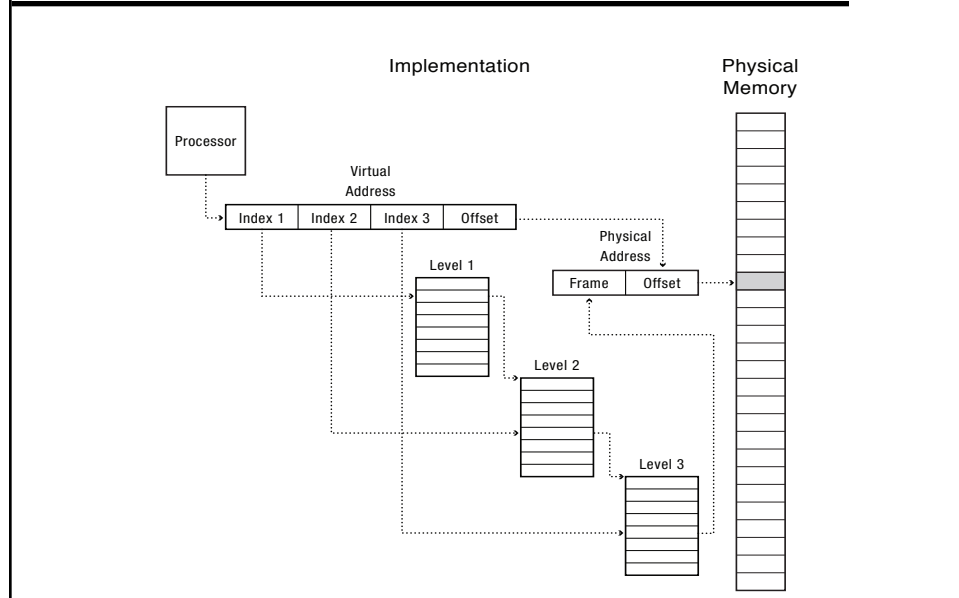 Implementation
Physical
Memory
Processor
Virtual
Address
Index 1
Index 2
Index 3
Offset
Physical
Address
Frame
Offset
Level 1
Level 2
Level 3